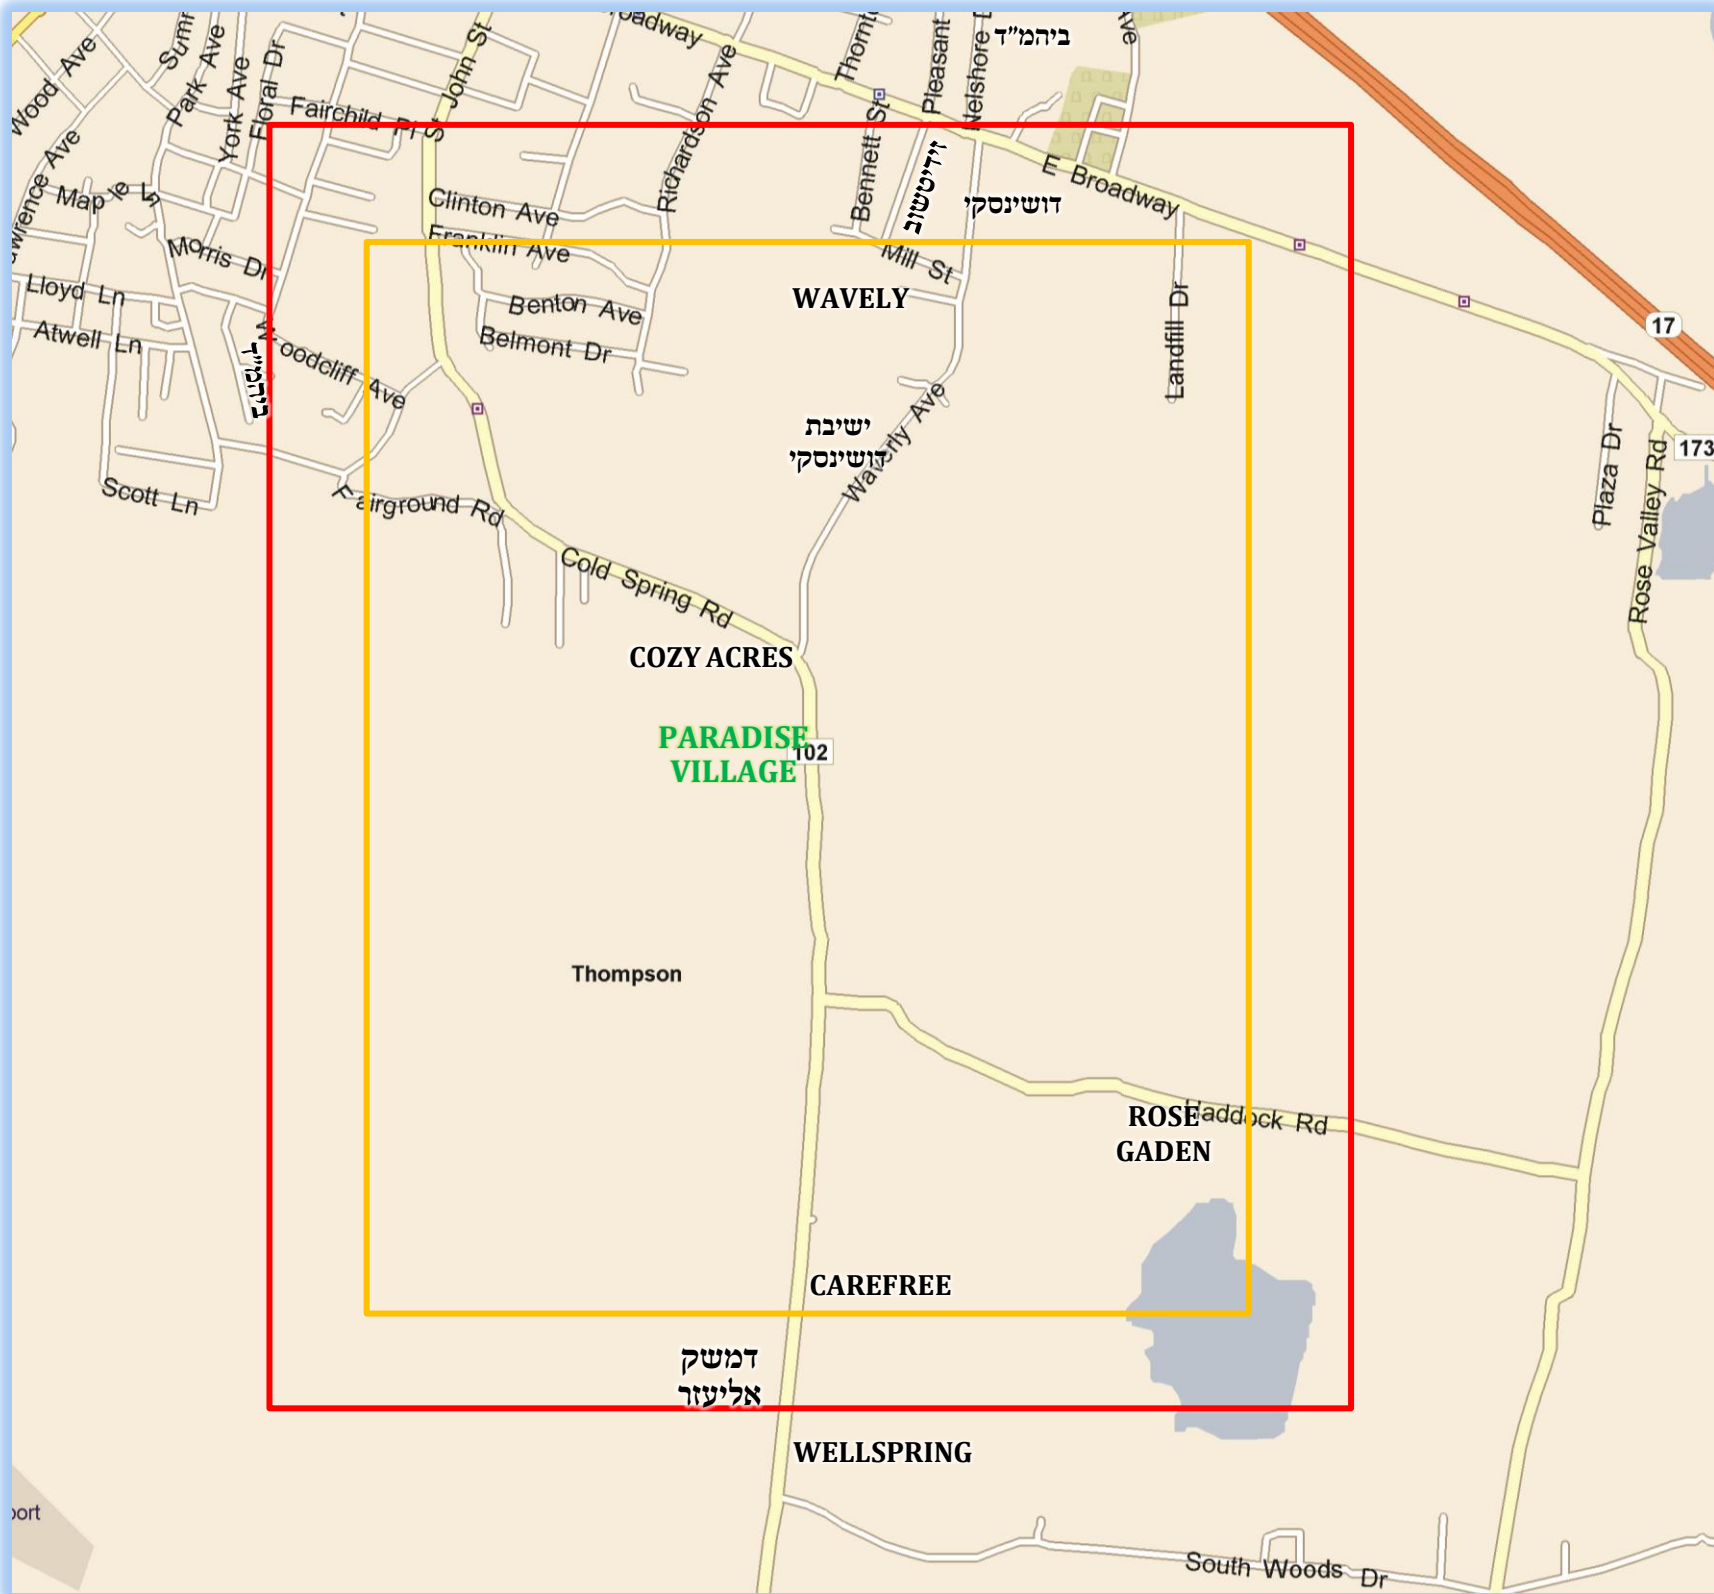 ביהמ״ד
Wood Ave
Park Ave
York Ave
Floral Dr
St John St
Fairchild Pl
Richardson Ave
Bennett St
Pleasant
E Broadway
Ave
Map le Ln
Morris Dr
Lloyd Ln
Atwell Ln
Scott Ln
Woodcliff Ave
ביהמ״ד
Clinton Ave
Franklin Ave
Benton Ave
Belmont Dr
זידיטשוב
דושינסקי
Mill St
WAVELY
Landfill Dr
17
173
Plaza Dr
Rose Valley Rd
ישיבת
דושינסקי
Waverly Ave
Fairground Rd
Cold Spring Rd
COZY ACRES
PARADISE
VILLAGE
102
Thompson
ROSE
GADEN
Haddock Rd
CAREFREE
דמשק
אליעזר
WELLSPRING
South Woods Dr